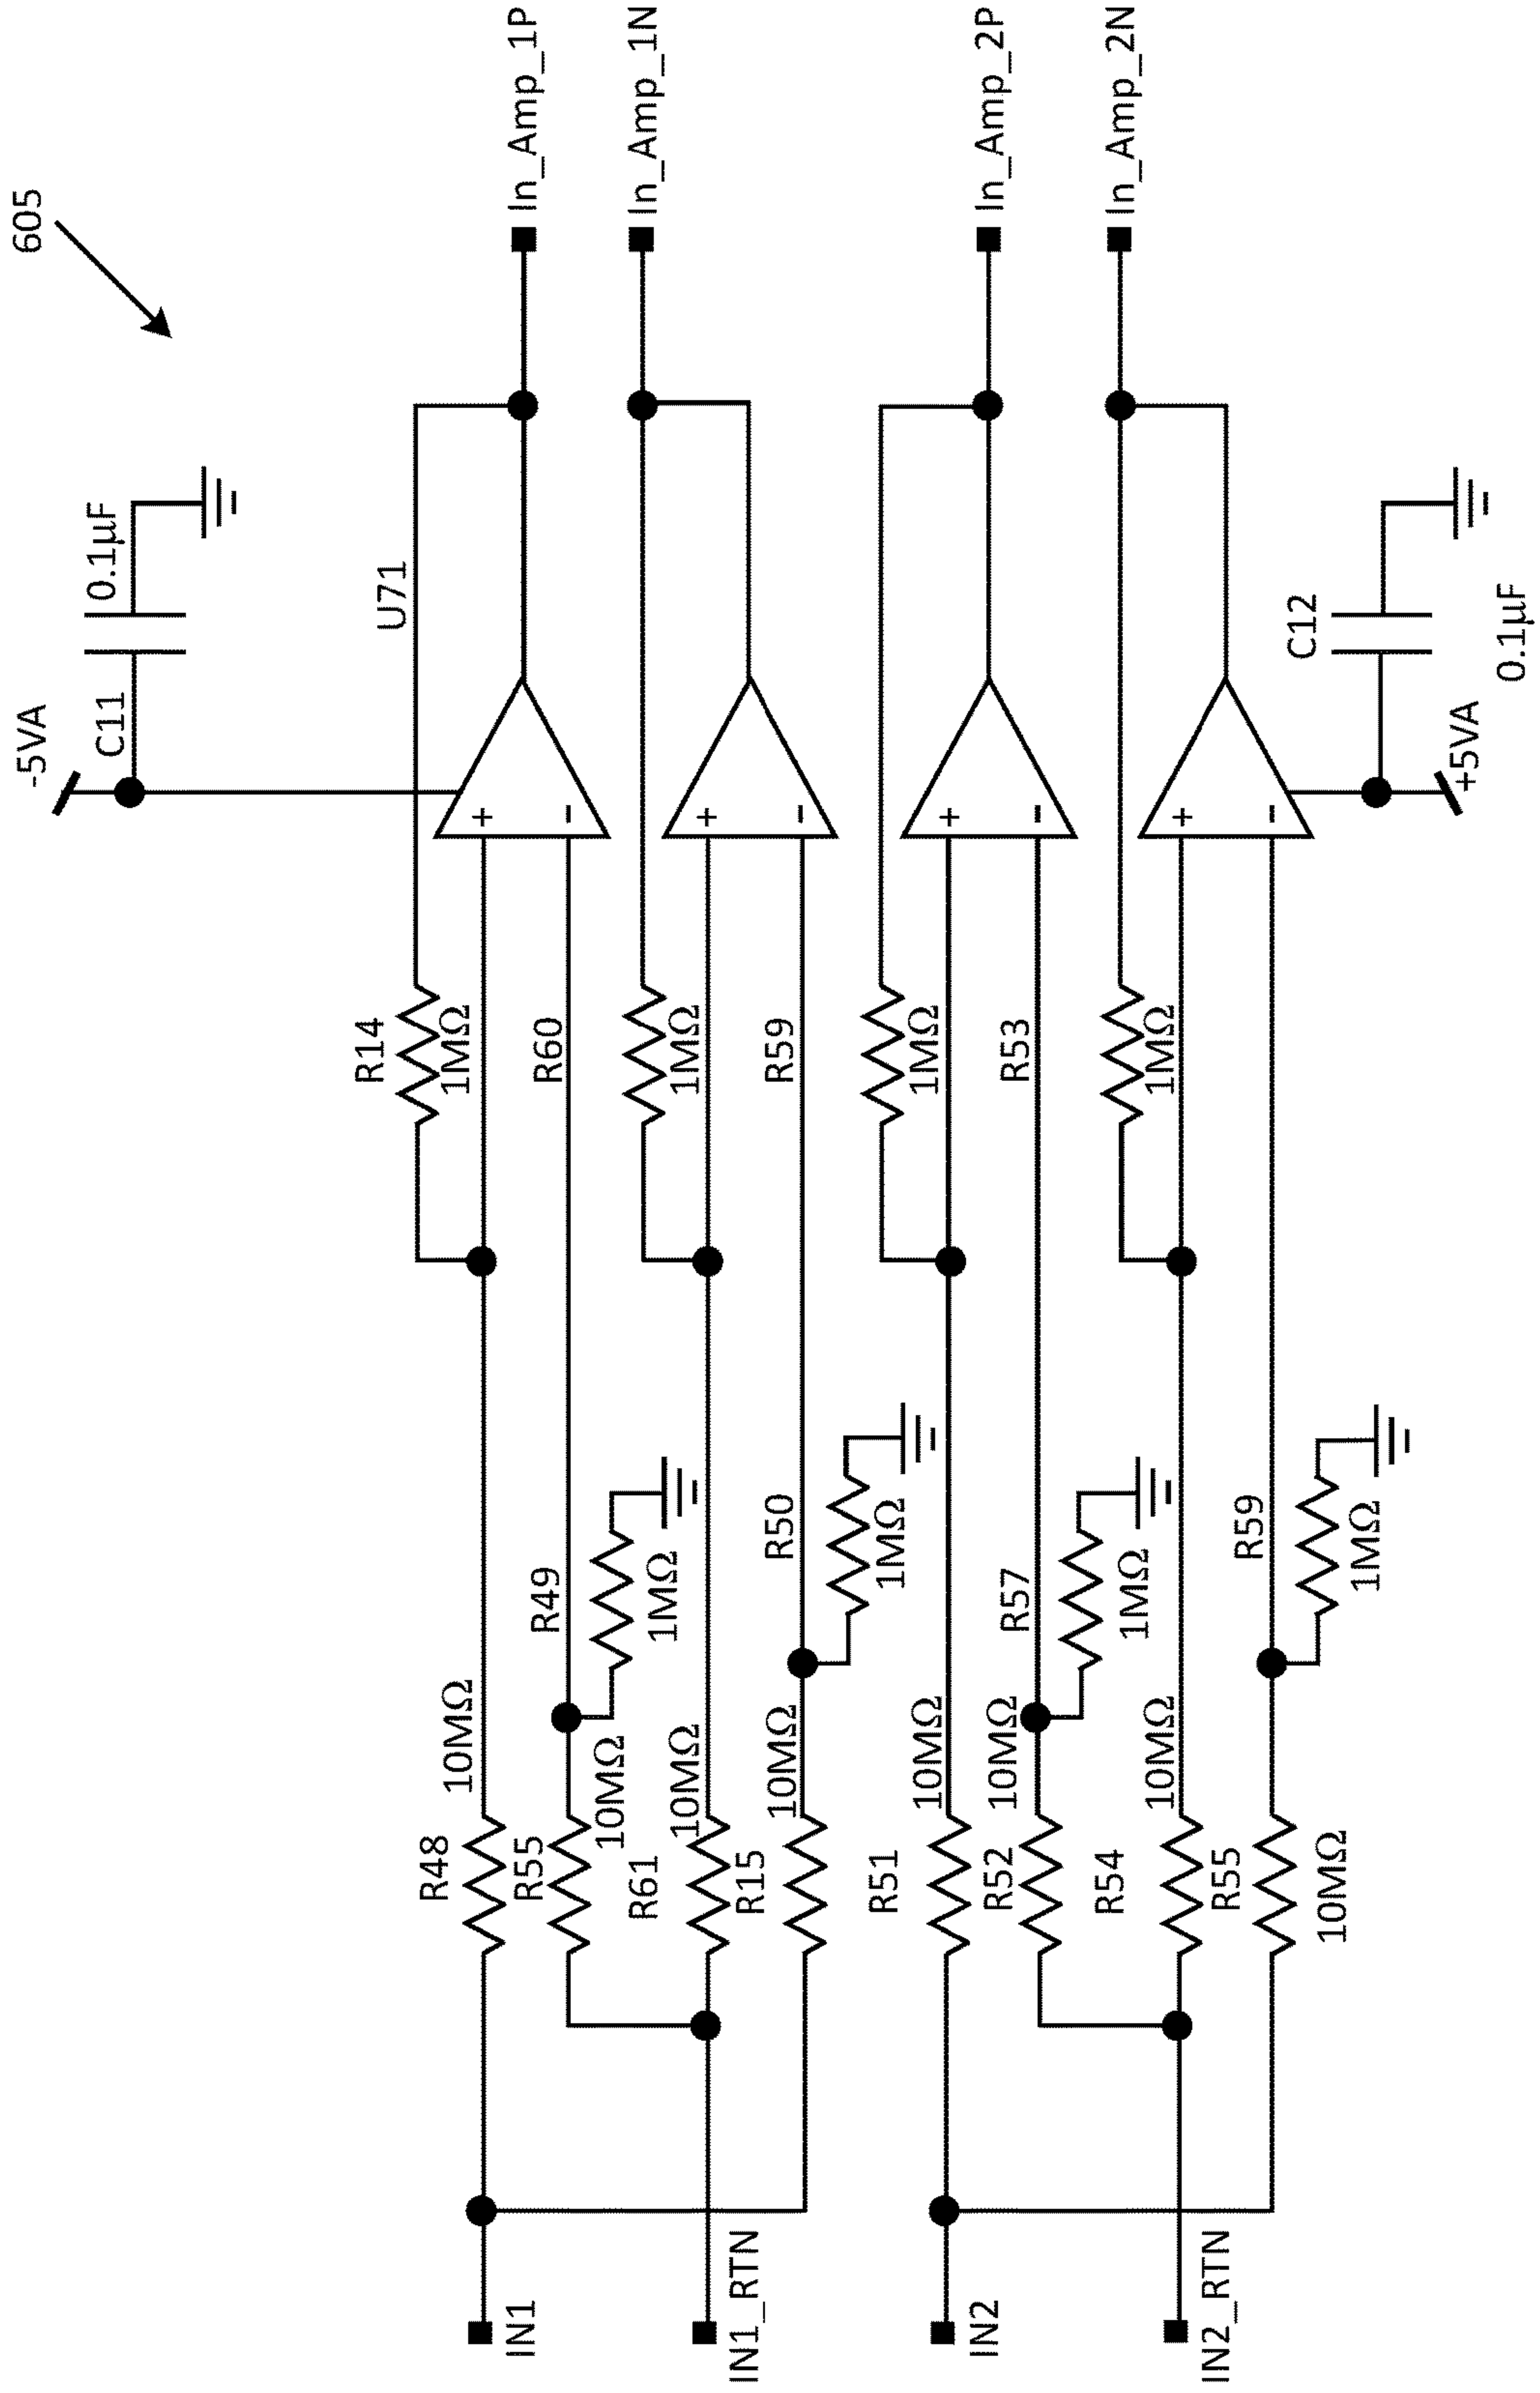 605
-5VA
C11
0.1µF
U71
R14
1MΩ
In_Amp_1P
R48
10MΩ
R60
R49
1MΩ
R55
10MΩ
IN1
In_Amp_1N
1MΩ
R61
10MΩ
IN1_RTN
R59
R50
1MΩ
R15
10MΩ
In_Amp_2P
1MΩ
R51
10MΩ
IN2
R53
R57
1MΩ
R52
10MΩ
In_Amp_2N
1MΩ
R54
10MΩ
IN2_RTN
R59
1MΩ
R55
10MΩ
C12
0.1µF
+5VA
+
-
+
-
+
-
+
-